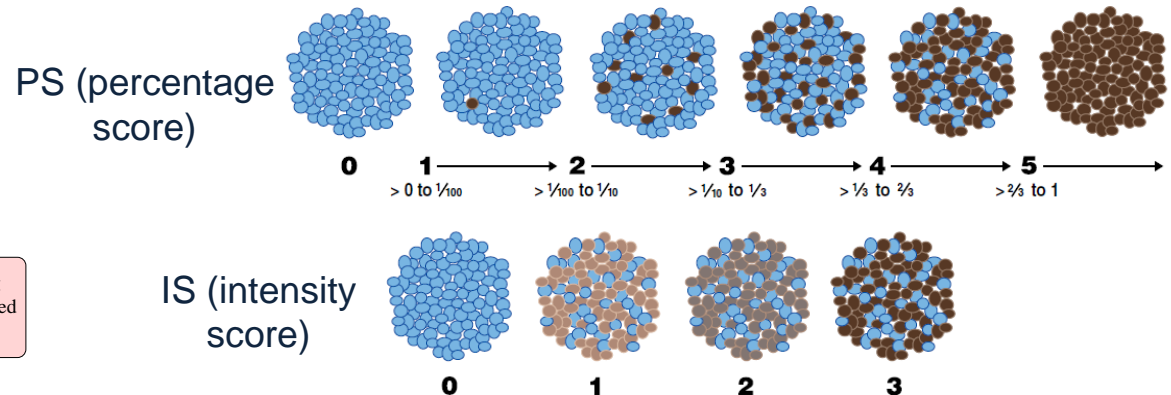 PS (percentage
score)
0 1 2 3 4 5
> 0 to 1⁄100 > 1⁄100 to 1⁄10 > 1⁄10 to 1⁄3 > 1⁄3 to 2⁄3 > 2⁄3 to 1
ed
IS (intensity
score)
0 1 2 3